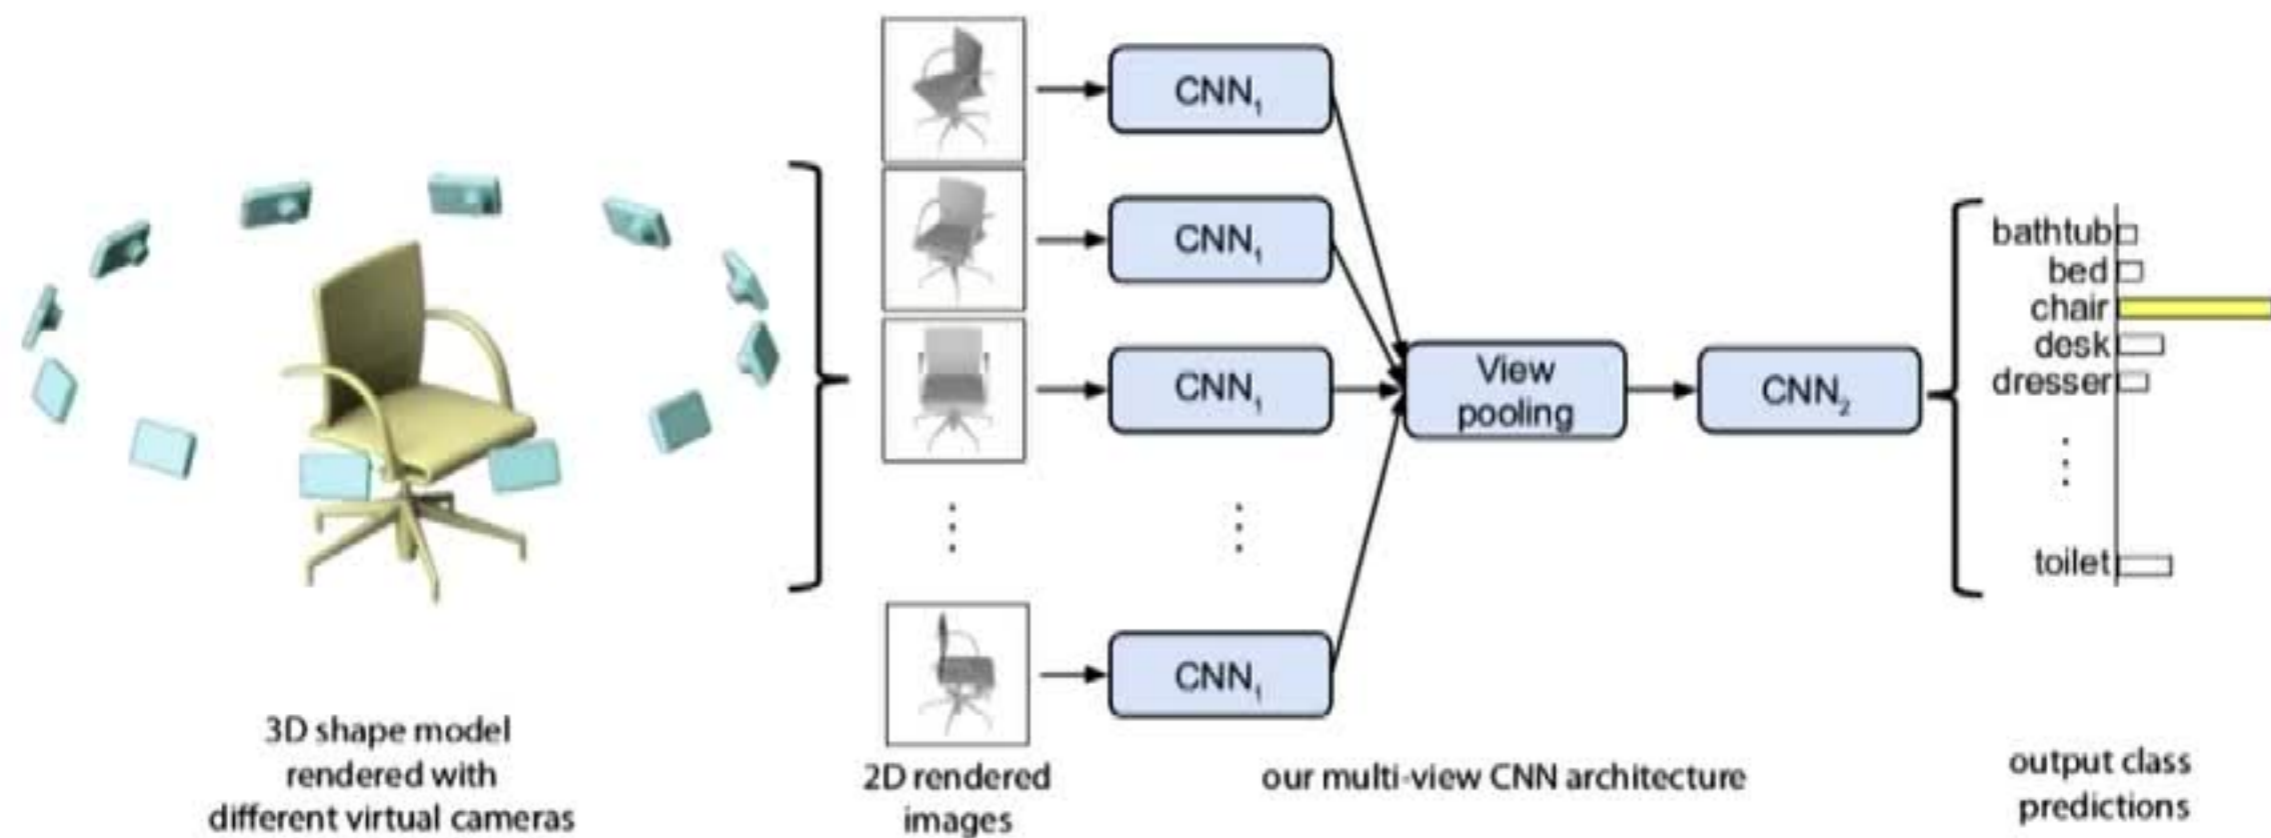 CNN₁
CNN₁
CNN₁
CNN₁
View
pooling
CNN₂
bathtub
bed
chair
desk
dresser
toilet
3D shape model
rendered with
different virtual cameras
2D rendered
images
our multi-view CNN architecture
output class
predictions